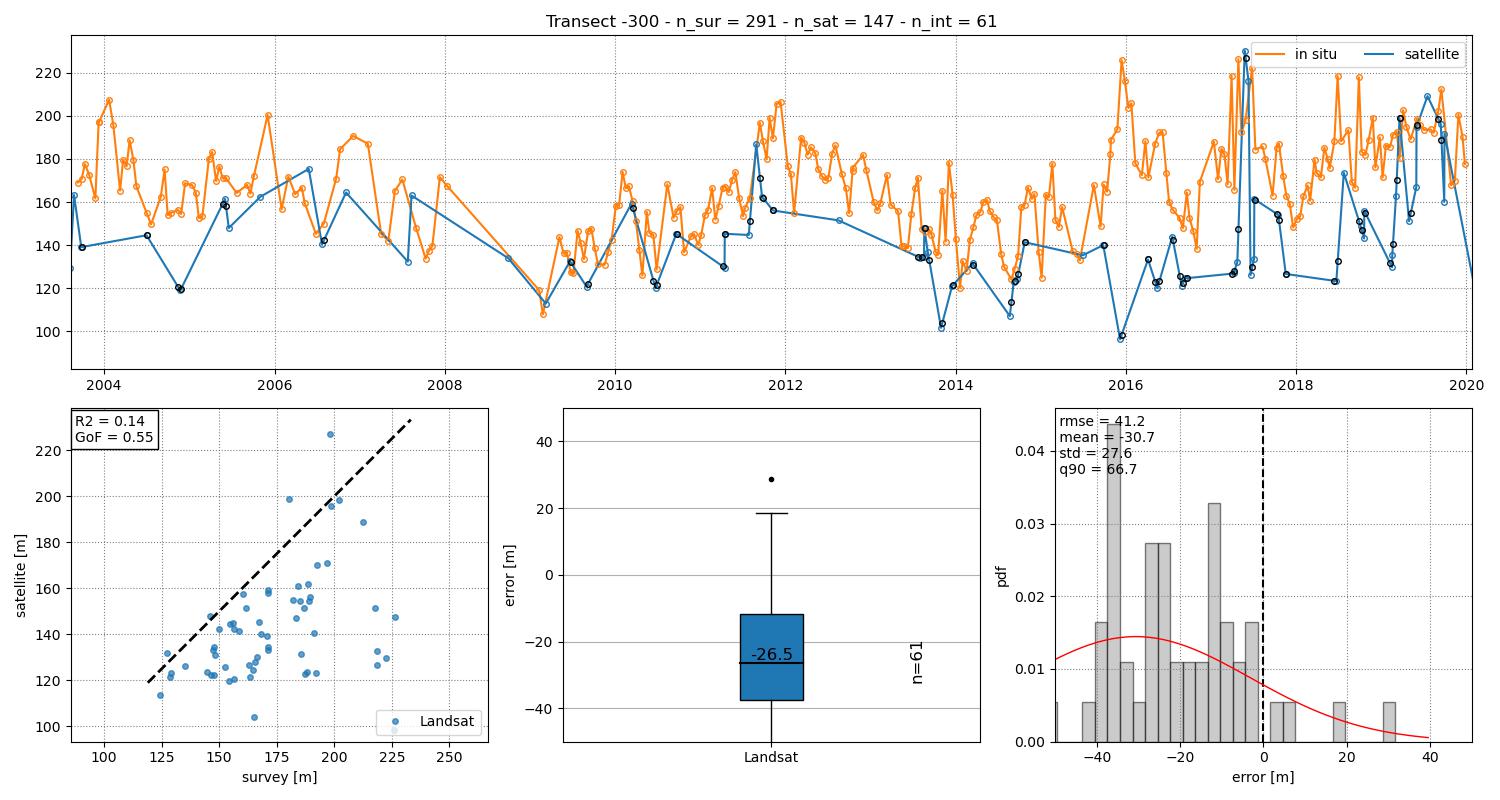 Transect -300 - n_sur = 291 - n_sat = 147 - n_int = 61
in situ
satellite
220
200
180
160
140
120
100
2004
2006
2008
2010
2012
2014
2016
2018
2020
R2 = 0.14
GoF = 0.55
satellite [m]
220
200
180
160
140
120
100
Landsat
100
125
150
175
200
225
250
survey [m]
error [m]
40
20
0
−20
−40
-26.5
n=61
Landsat
rmse = 41.2
mean = -30.7
std = 27.6
q90 = 66.7
pdf
0.04
0.03
0.02
0.01
0.00
−40
−20
0
20
40
error [m]